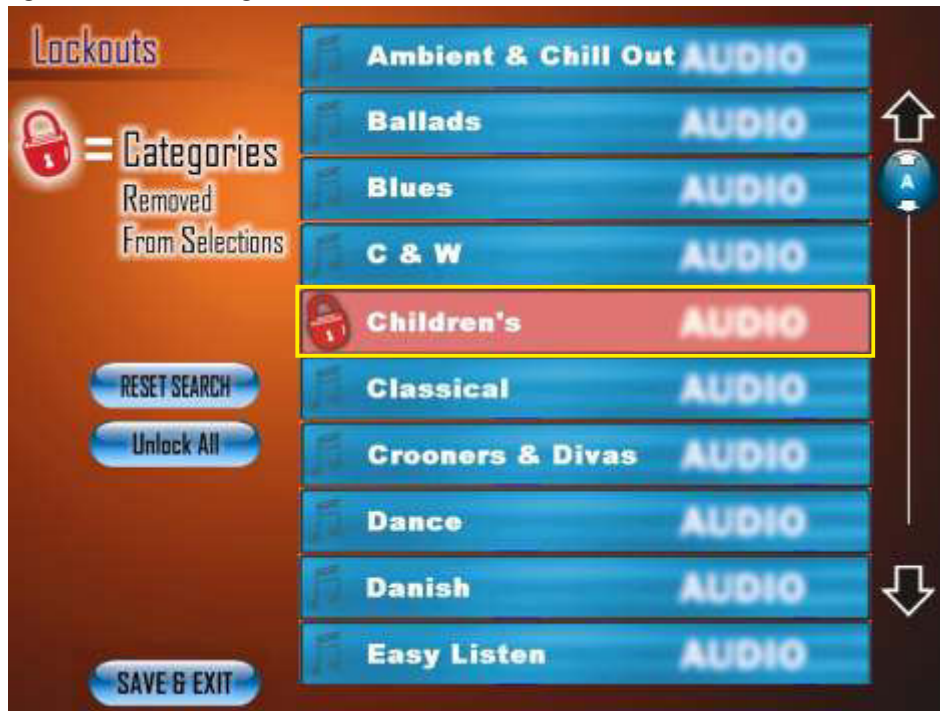 Lockouts
= Categories
Removed
From Selections
RESET SEARCH
Unlock All
SAVE & EXIT
Ambient & Chill Out AUDIO
Ballads AUDIO
Blues AUDIO
C & W AUDIO
Children's AUDIO
Classical AUDIO
Crooners & Divas AUDIO
Dance AUDIO
Danish AUDIO
Easy Listen AUDIO
A